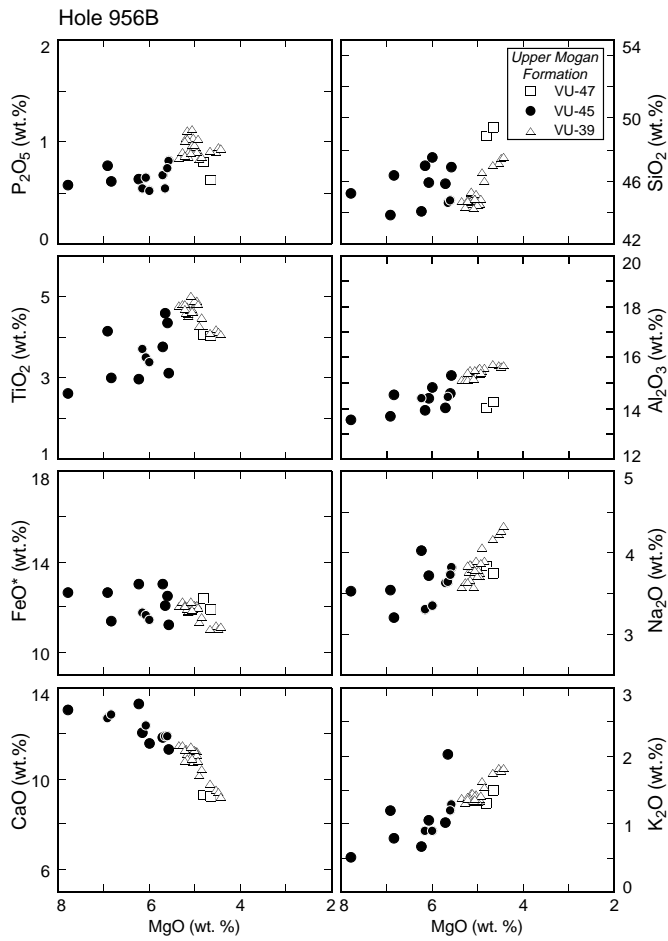 Hole 956B
2
1
0
P2O5 (wt.%)
54
50
46
42
SiO2 (wt.%)
Upper Mogan
Formation
VU-47
VU-45
VU-39
5
3
1
TiO2 (wt.%)
20
18
16
14
12
Al2O3 (wt.%)
18
14
10
FeO* (wt.%)
5
4
3
Na2O (wt.%)
14
10
6
CaO (wt.%)
3
2
1
0
K2O (wt.%)
8 6 4 2
MgO (wt. %)
8 6 4 2
MgO (wt. %)